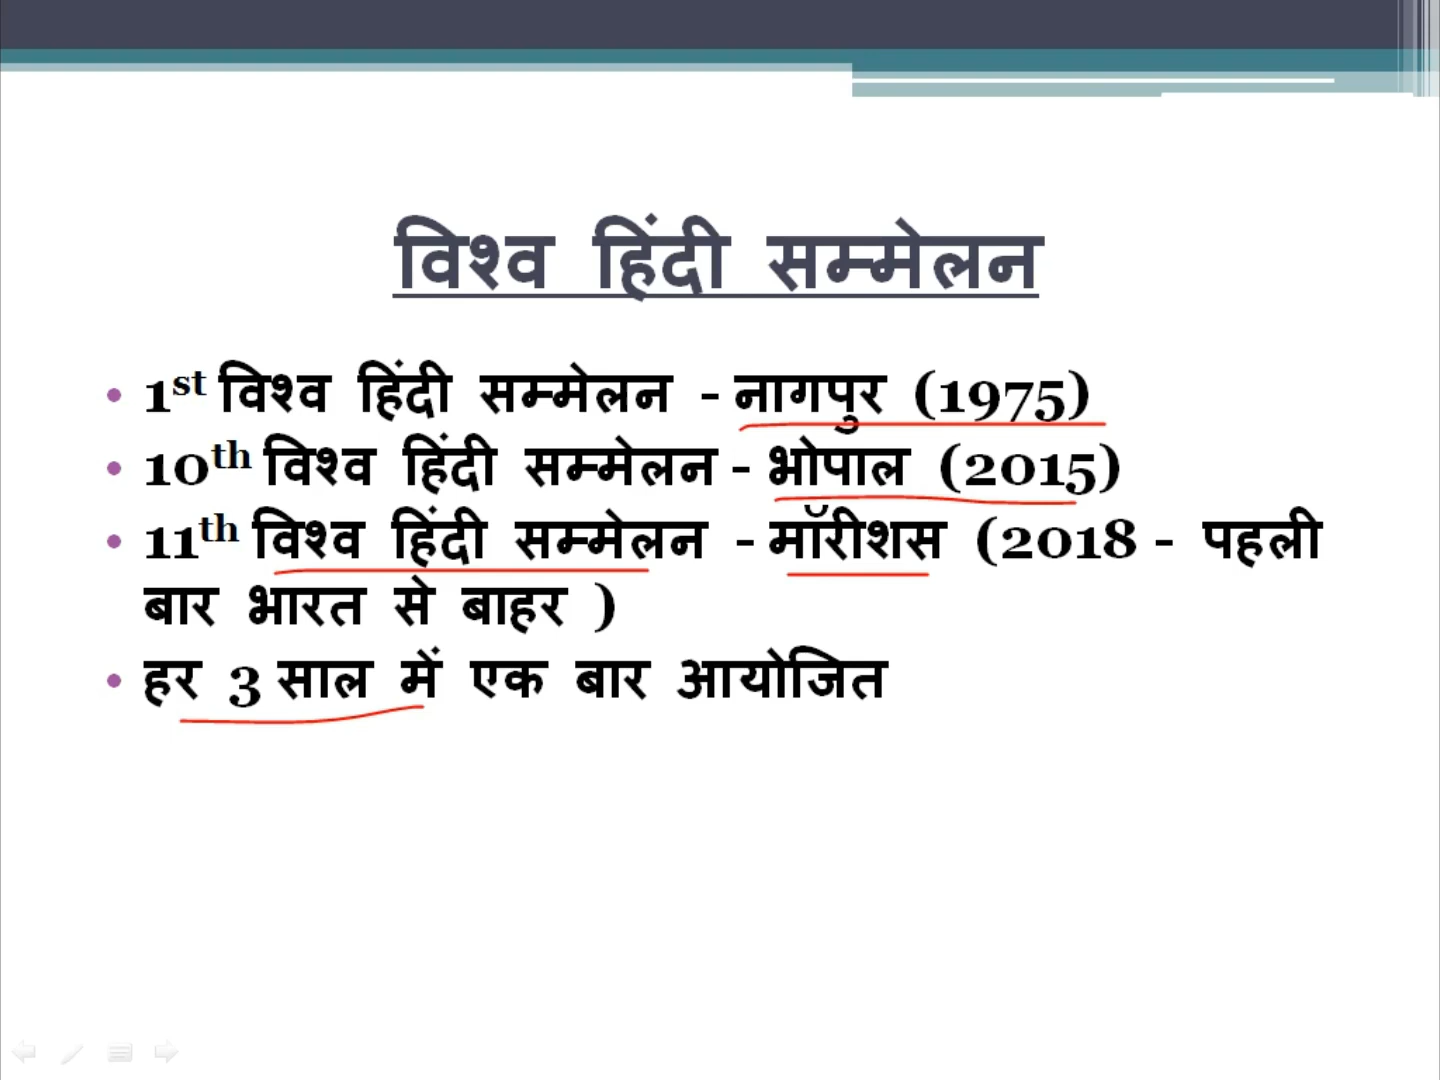 विश्व हिंदी सम्मेलन
• 1st विश्व हिंदी सम्मेलन - नागपुर (1975)
• 10th विश्व हिंदी सम्मेलन - भोपाल (2015)
• 11th विश्व हिंदी सम्मेलन - मॉरीशस (2018 - पहली
बार भारत से बाहर )
• हर 3 साल में एक बार आयोजित